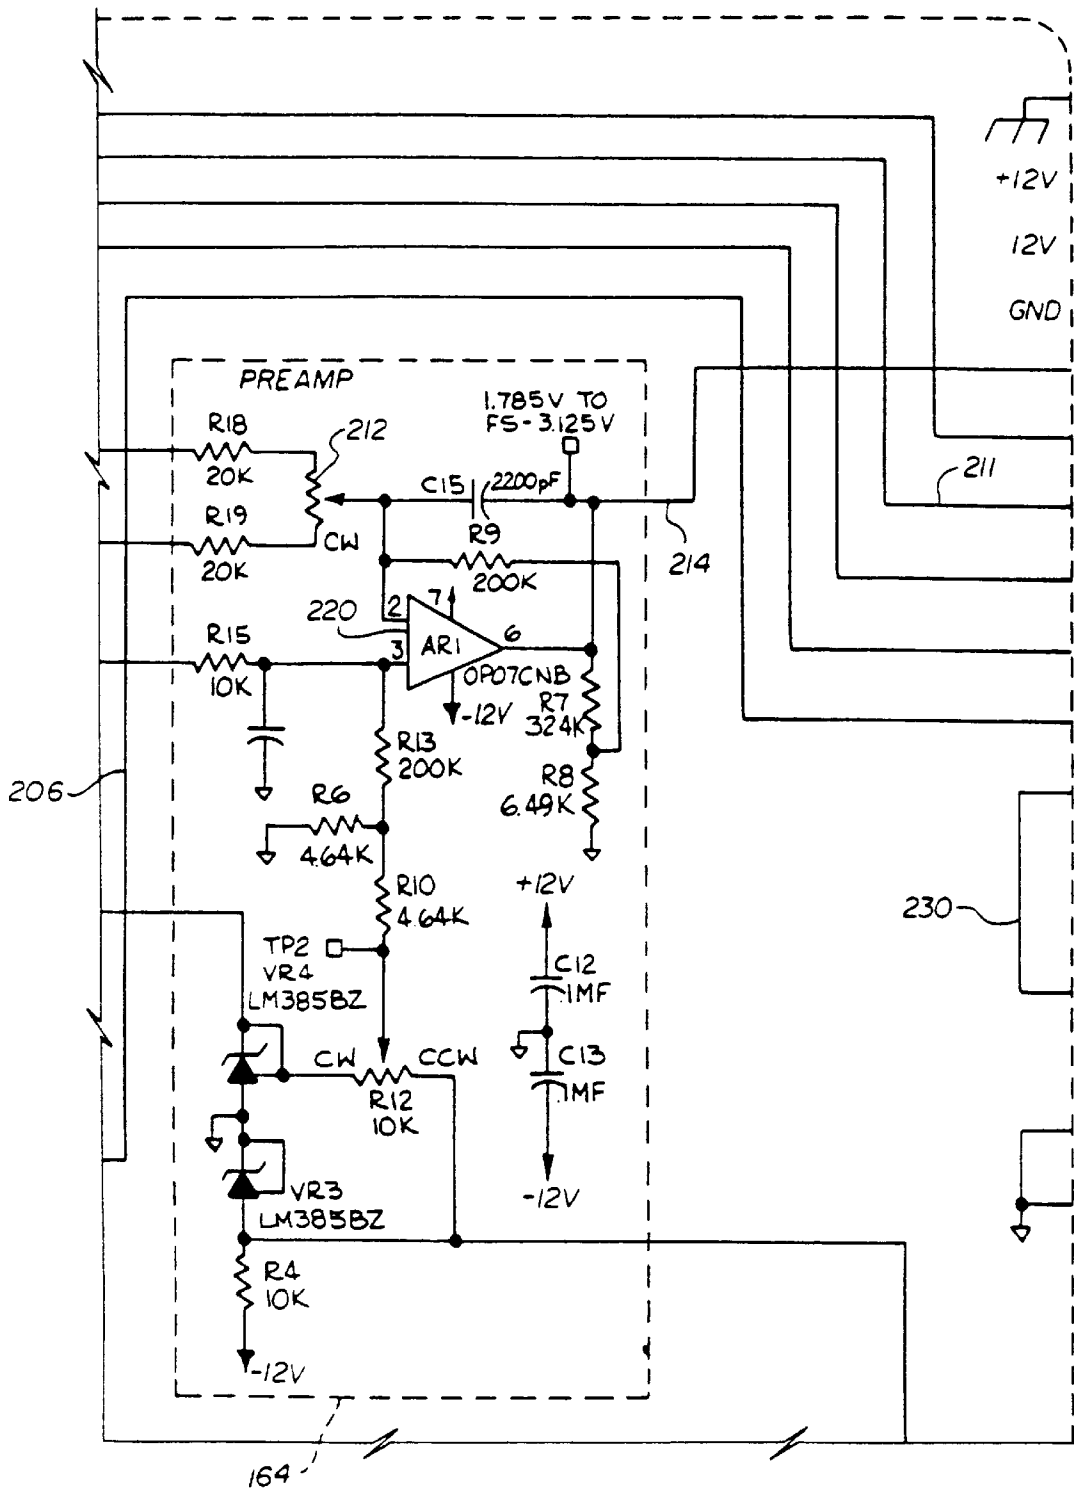 +12V
12V
GND
PREAMP
1.785V TO
FS-3.125V
R18
20K
212
C15
2200pF
211
R19
20K
CW
R9
200K
214
220
2
7
3
AR1
6
OP07CNB
-12V
R15
10K
R7
324K
R13
200K
R8
6.49K
206
R6
4.64K
R10
4.64K
+12V
230
TP2
VR4
LM385BZ
C12
.1MF
CW
CCW
R12
10K
C13
.1MF
-12V
VR3
LM385BZ
R4
10K
-12V
164